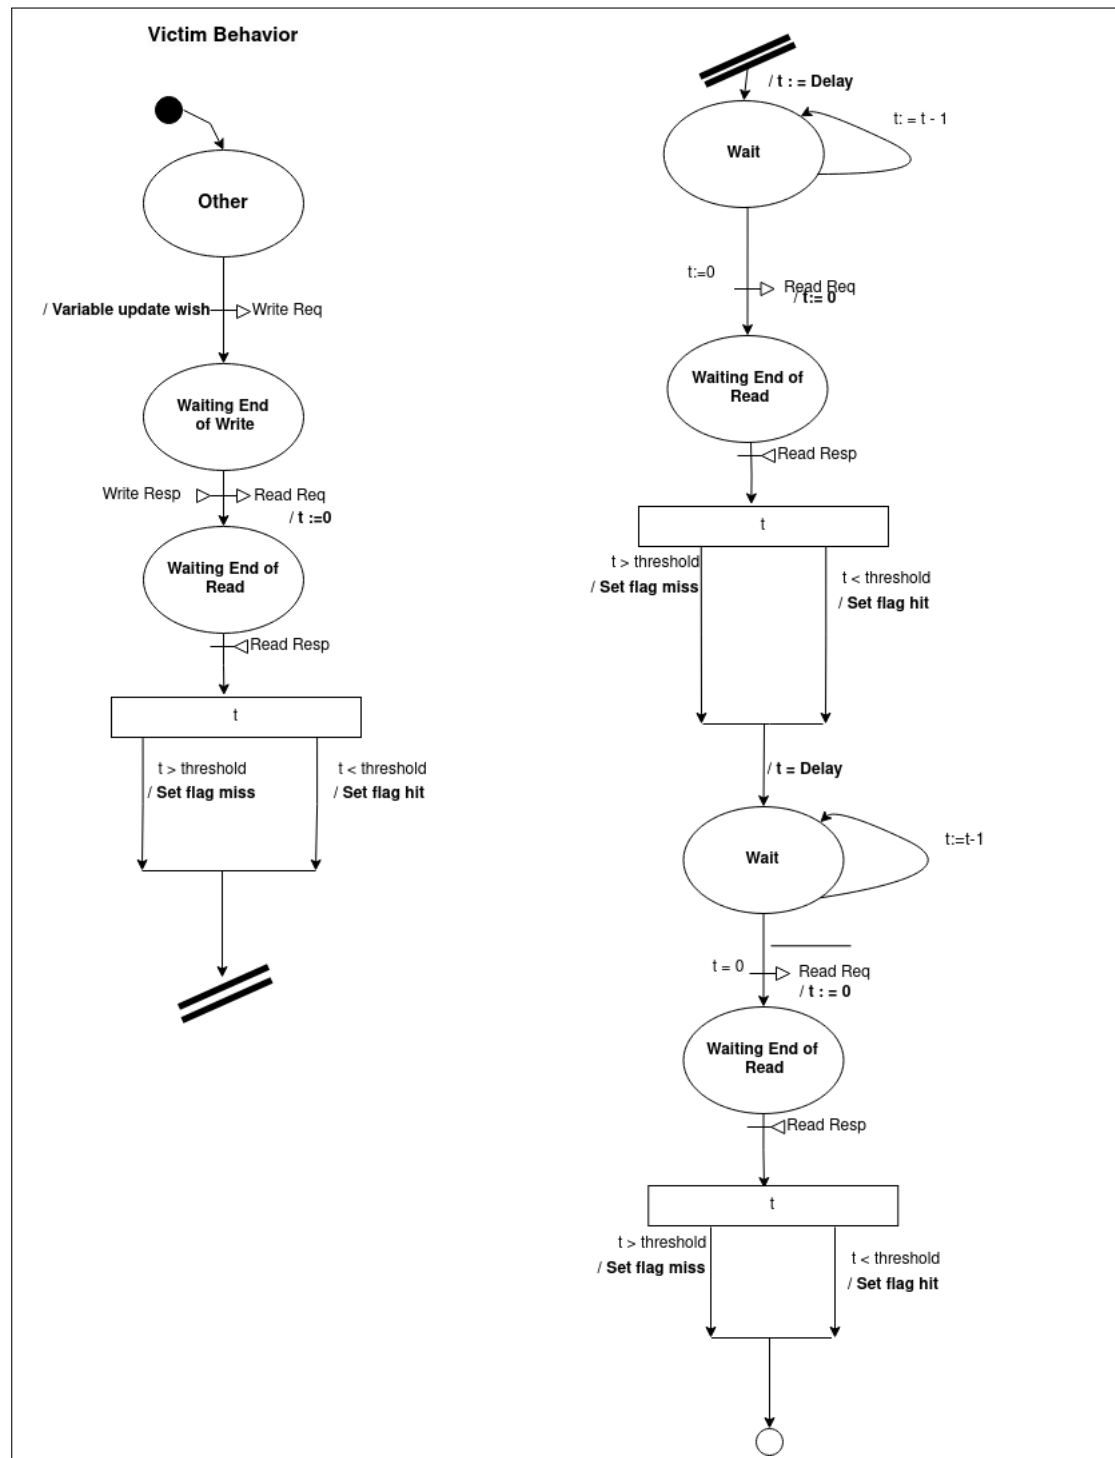 Victim Behavior
Other
/ Variable update wish
Write Req
Waiting End
of Write
Write Resp
Read Req
/ t :=0
Waiting End of
Read
Read Resp
t
t > threshold
/ Set flag miss
t < threshold
/ Set flag hit
/ t : = Delay
Wait
t: = t - 1
t:=0
Read Req
/ t:= 0
Waiting End of
Read
Read Resp
t
t > threshold
/ Set flag miss
t < threshold
/ Set flag hit
/ t = Delay
Wait
t:=t-1
t = 0
Read Req
/ t : = 0
Waiting End of
Read
Read Resp
t
t > threshold
/ Set flag miss
t < threshold
/ Set flag hit